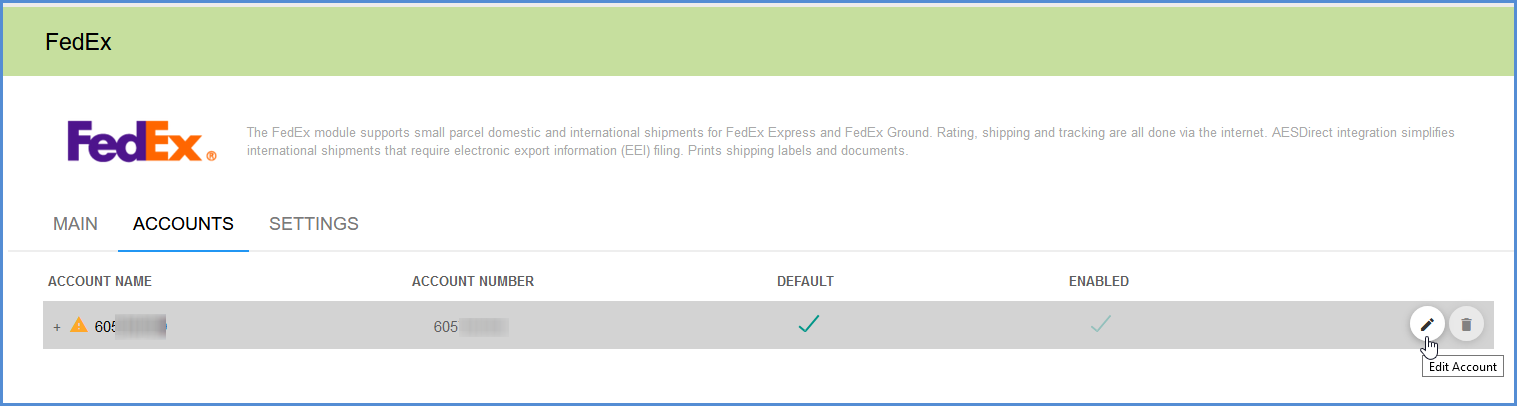 FedEx
FedEx®
The FedEx module supports small parcel domestic and international shipments for FedEx Express and FedEx Ground. Rating, shipping and tracking are all done via the internet. AESDirect integration simplifies
international shipments that require electronic export information (EEI) filing. Prints shipping labels and documents.
MAIN ACCOUNTS SETTINGS
ACCOUNT NAME ACCOUNT NUMBER DEFAULT ENABLED
+ 605 605
Edit Account